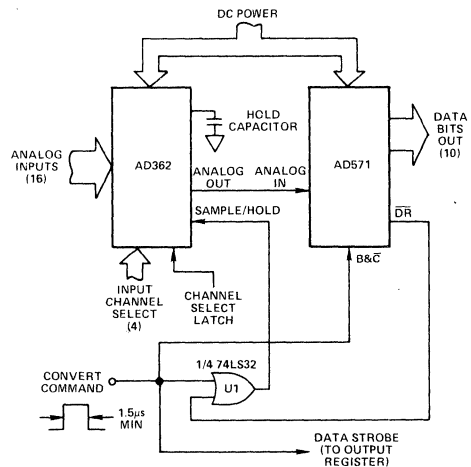 DC POWER
AD362
HOLD
CAPACITOR
AD571
DATA
BITS
OUT
(10)
ANALOG
INPUTS
(16)
ANALOG
OUT
ANALOG
IN
DR
SAMPLE/HOLD
B&C
INPUT
CHANNEL
SELECT
(4)
CHANNEL
SELECT
LATCH
1/4 74LS32
CONVERT
COMMAND
U1
1.5μs
MIN
DATA STROBE
(TO OUTPUT
REGISTER)